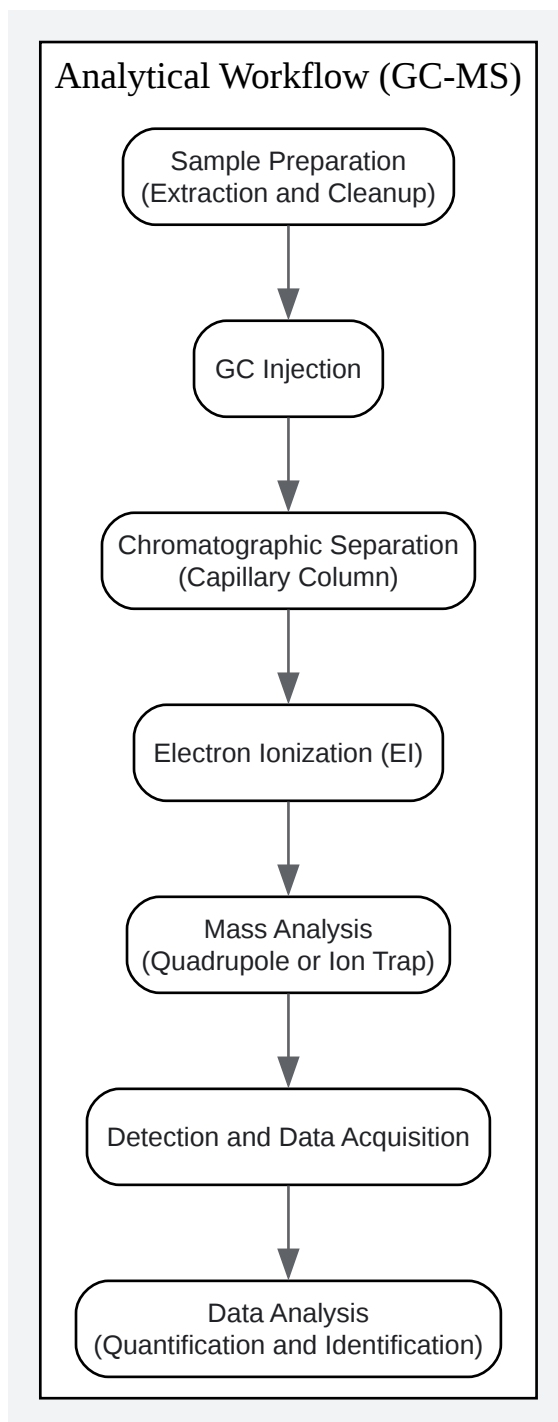 Analytical Workflow (GC-MS)
Sample Preparation
(Extraction and Cleanup)
GC Injection
Chromatographic Separation
(Capillary Column)
Electron Ionization (EI)
Mass Analysis
(Quadrupole or Ion Trap)
Detection and Data Acquisition
Data Analysis
(Quantification and Identification)